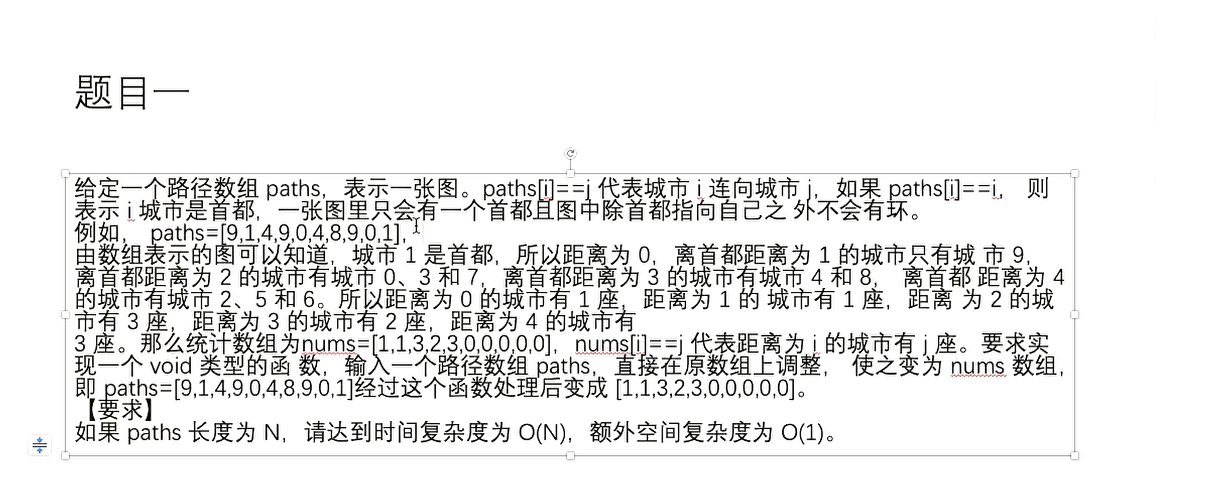 题目一
给定一个路径数组 paths，表示一张图。paths[i]==j 代表城市 i 连向城市 j，如果 paths[i]==i， 则
表示 i 城市是首都，一张图里只会有一个首都且图中除首都指向自己之 外不会有环。
例如， paths=[9,1,4,9,0,4,8,9,0,1]，
由数组表示的图可以知道，城市 1 是首都，所以距离为 0，离首都距离为 1 的城市只有城 市 9，
离首都距离为 2 的城市有城市 0、3 和 7，离首都距离为 3 的城市有城市 4 和 8， 离首都 距离为 4
的城市有城市 2、5 和 6。所以距离为 0 的城市有 1 座，距离为 1 的 城市有 1 座，距离 为 2 的城
市有 3 座，距离为 3 的城市有 2 座，距离为 4 的城市有
3 座。那么统计数组为nums=[1,1,3,2,3,0,0,0,0,0]，nums[i]==j 代表距离为 i 的城市有 j 座。要求实
现一个 void 类型的函 数，输入一个路径数组 paths，直接在原数组上调整， 使之变为 nums 数组，
即 paths=[9,1,4,9,0,4,8,9,0,1]经过这个函数处理后变成 [1,1,3,2,3,0,0,0,0,0]。
【要求】
如果 paths 长度为 N，请达到时间复杂度为 O(N)，额外空间复杂度为 O(1)。